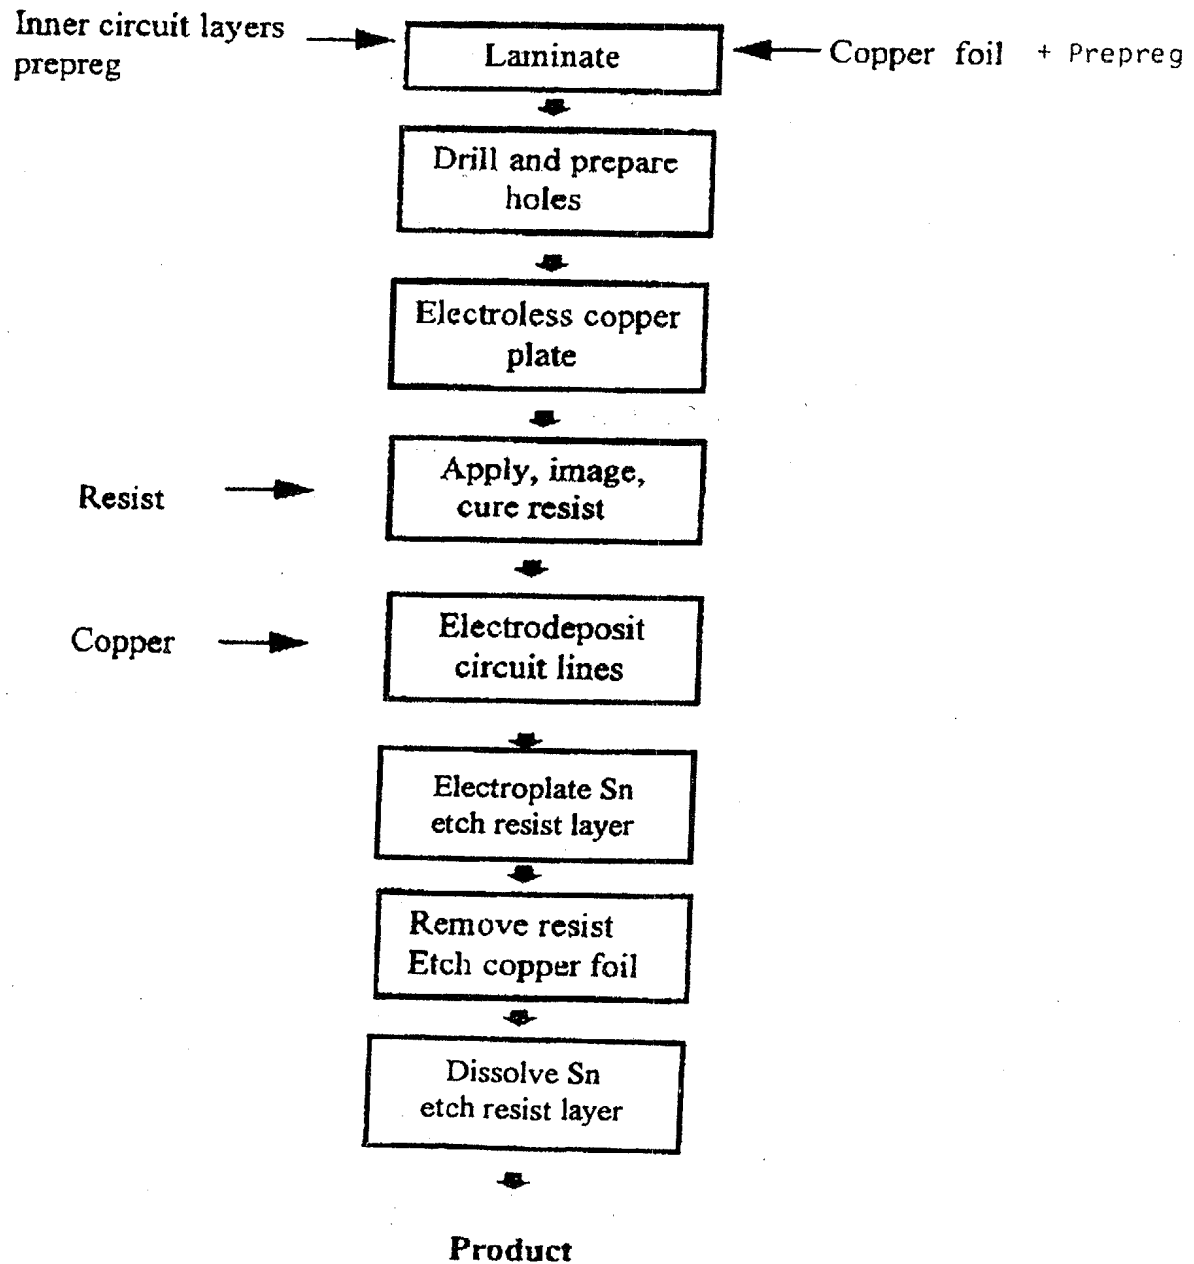 Inner circuit layers
prepreg
Laminate
Copper foil + Prepreg
Drill and prepare
holes
Electroless copper
plate
Resist
Apply, image,
cure resist
Copper
Electrodeposit
circuit lines
Electroplate Sn
etch resist layer
Remove resist
Etch copper foil
Dissolve Sn
etch resist layer
Product